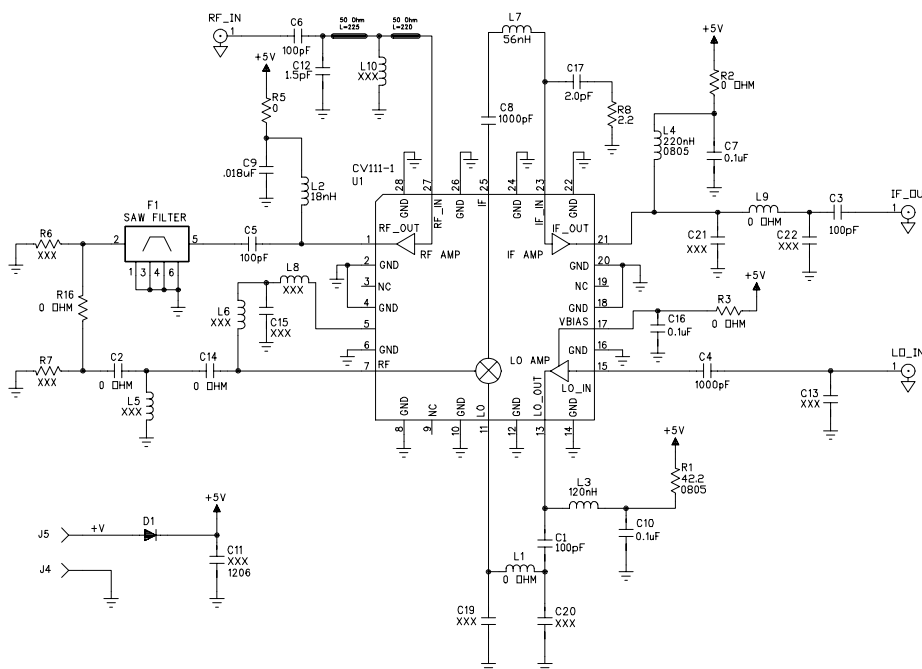 RF_IN
1
C6
100pF
50 Ohm
L=225
50 Ohm
L=220
C12
1.5pF
L10
XXX
L7
56nH
C17
2.0pF
R8
2.2
C8
1000pF
+5V
R5
0
C9
.018uF
L2
18nH
+5V
R2
0 OHM
L4
220nH
0805
C7
0.1uF
CV111-1
U1
28
27
26
25
24
23
22
GND
RF_IN
GND
IF
GND
IF_IN
GND
F1
SAW FILTER
2
5
1
3
4
6
R6
XXX
R16
0 OHM
R7
XXX
C5
100pF
1
RF_OUT
RF AMP
2
GND
3
NC
4
GND
5
6
GND
7
RF
L8
XXX
L6
XXX
C15
XXX
C2
0 OHM
C14
0 OHM
L5
XXX
IF_OUT
IF AMP
21
20
GND
19
NC
18
GND
17
VBIAS
16
GND
15
LO AMP
LO_IN
LO_OUT
L9
0 OHM
C3
100pF
IF_OU
1
C21
XXX
C22
XXX
+5V
R3
0 OHM
C16
0.1uF
C4
1000pF
LO_IN
1
C13
XXX
GND
NC
GND
LO
GND
GND
8
9
10
11
12
13
14
+5V
R1
42.2
0805
L3
120nH
C10
0.1uF
C1
100pF
L1
0 OHM
C19
XXX
C20
XXX
J5
+V
D1
+5V
C11
XXX
1206
J4